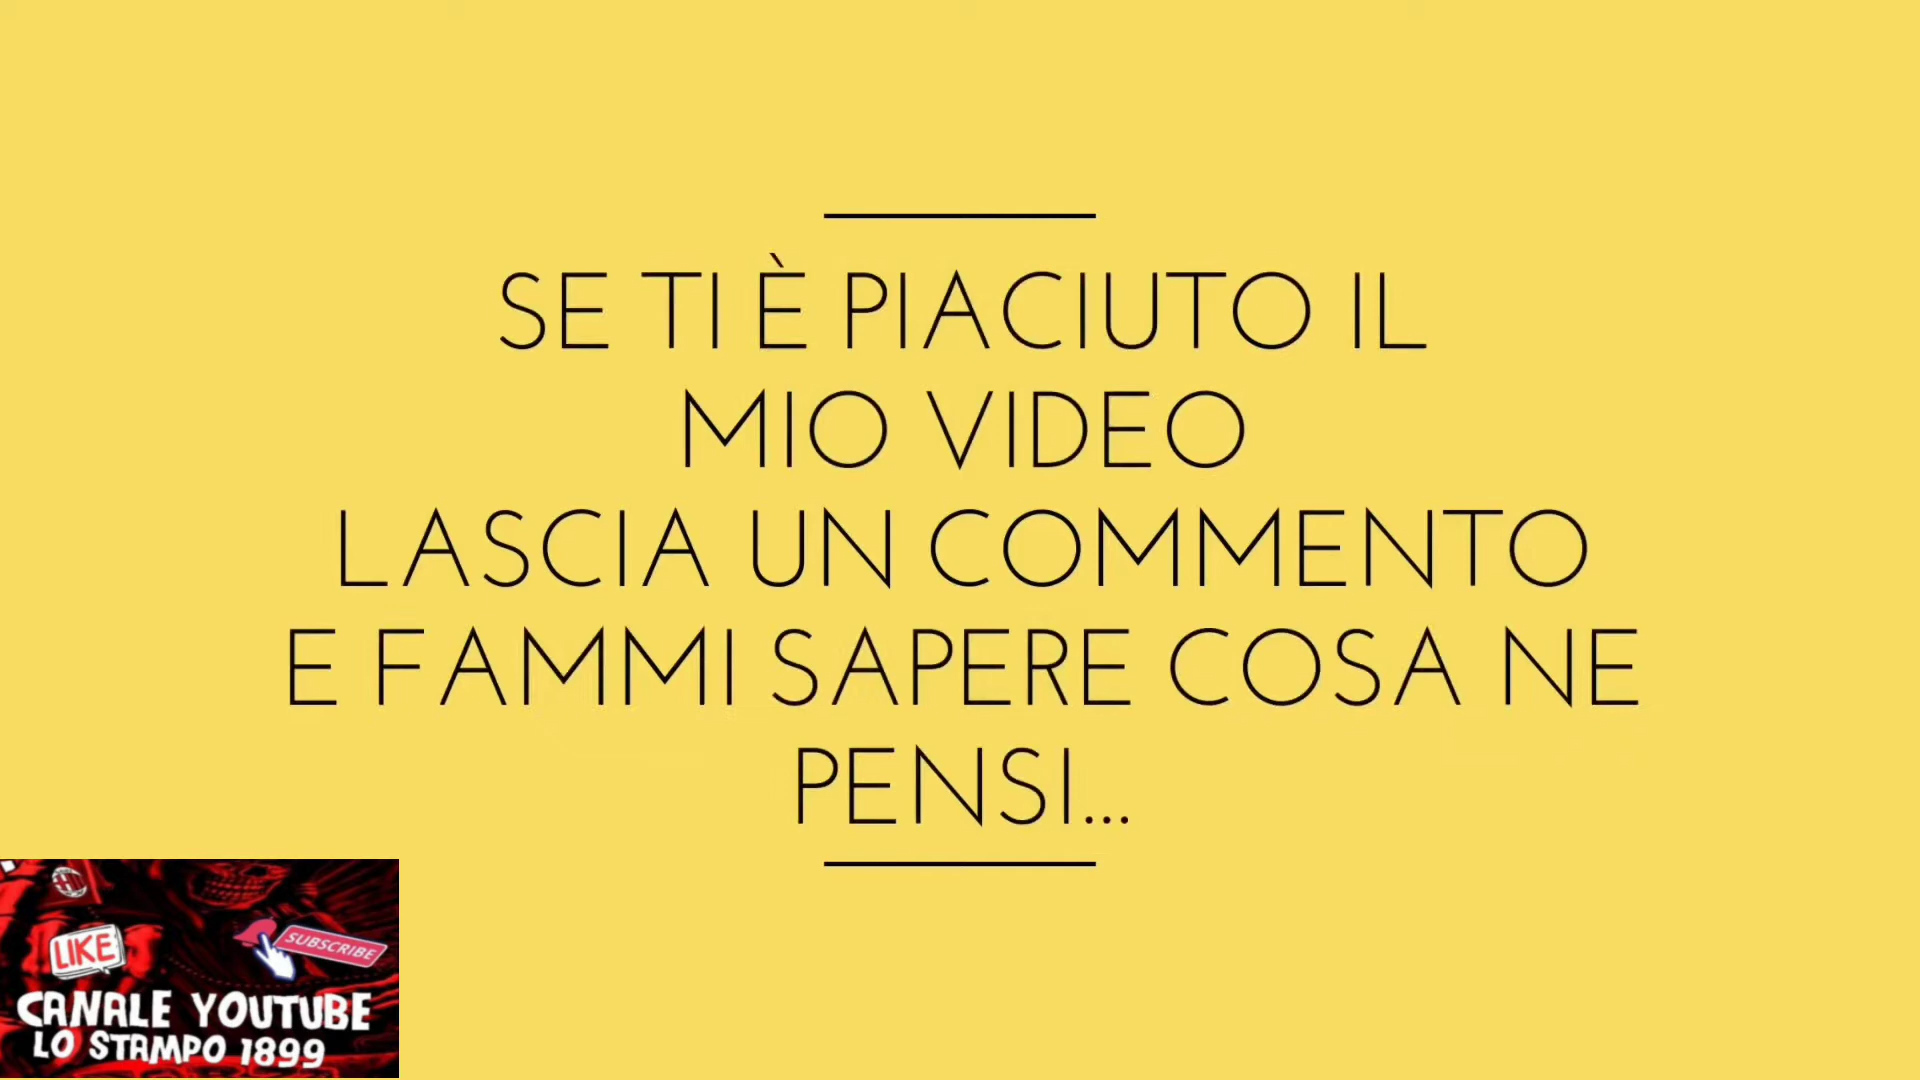 SE TI È PIACIUTO IL
MIO VIDEO
LASCIA UN COMMENTO
E FAMMI SAPERE COSA NE
PENSI...
LIKE
SUBSCRIBE
CANALE YOUTUBE
LO STAMPO 1899